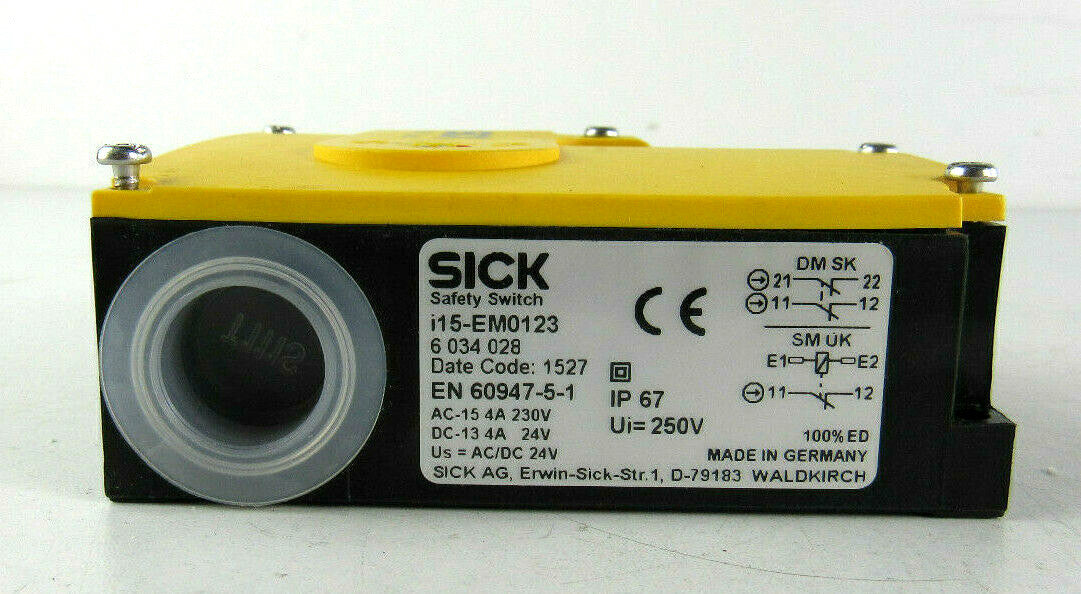 SICK
Safety Switch
i15-EM0123
6 034 028
Date Code: 1527
EN 60947-5-1
AC-15 4A 230V
DC-13 4A 24V
Us = AC/DC 24V
CE
IP 67
Ui= 250V
DM SK
21 22
11 12
SM UK
E1 E2
11 12
100% ED
MADE IN GERMANY
SICK AG, Erwin-Sick-Str.1, D-79183 WALDKIRCH